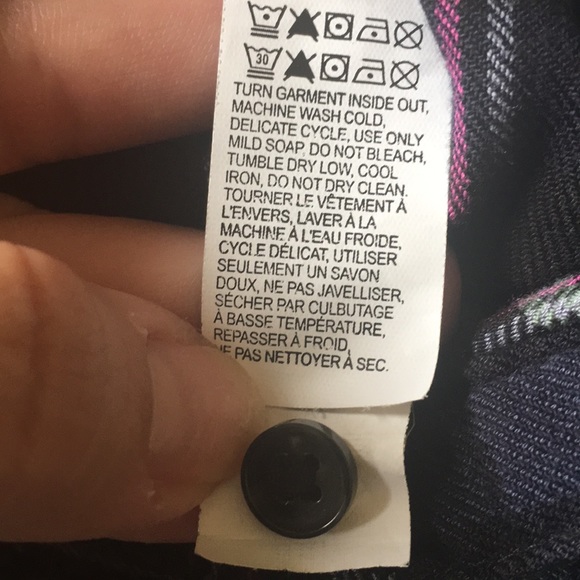 30
TURN GARMENT INSIDE OUT,
MACHINE WASH COLD,
DELICATE CYCLE, USE ONLY
MILD SOAP. DO NOT BLEACH,
TUMBLE DRY LOW, COOL
IRON, DO NOT DRY CLEAN.
TOURNER LE VÊTEMENT À
L'ENVERS, LAVER À LA
MACHINE À L'EAU FROIDE,
CYCLE DÉLICAT, UTILISER
SEULEMENT UN SAVON
DOUX, NE PAS JAVELLISER,
SÉCHER PAR CULBUTAGE
À BASSE TEMPÉRATURE,
REPASSER À FROID,
NE PAS NETTOYER À SEC.